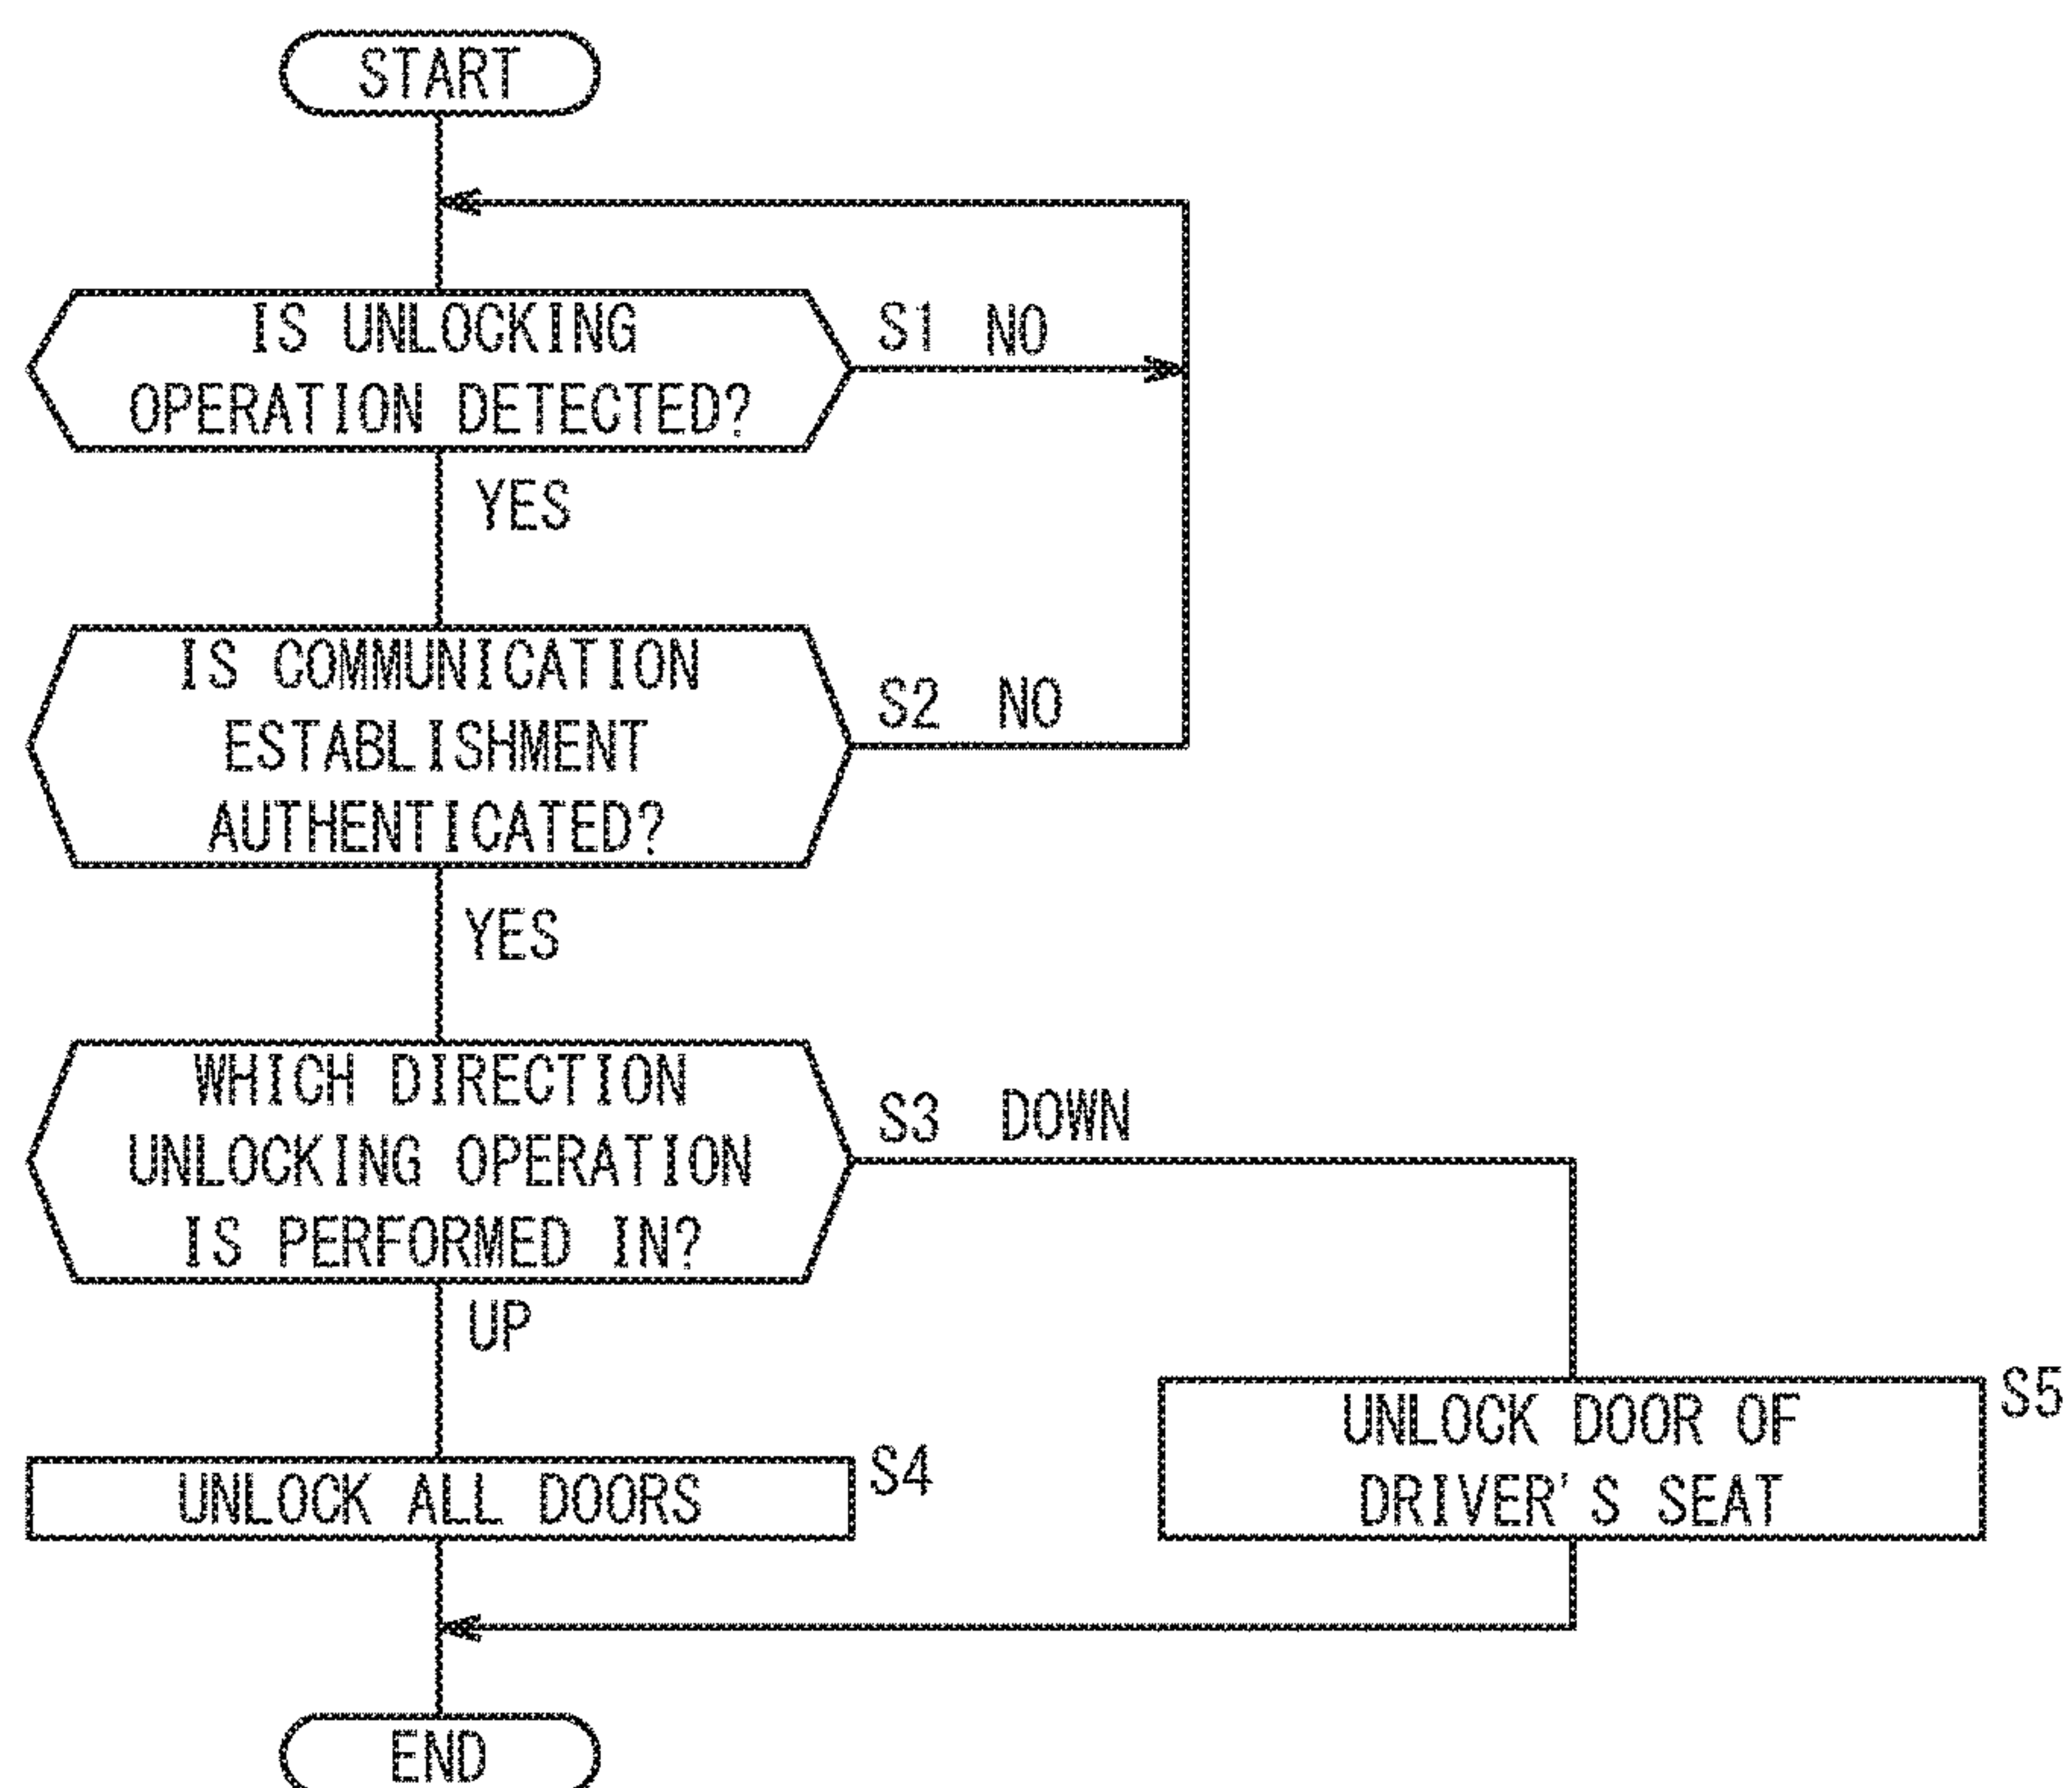 START
IS UNLOCKING
OPERATION DETECTED?
S1 NO
YES
IS COMMUNICATION
ESTABLISHMENT
AUTHENTICATED?
S2 NO
YES
WHICH DIRECTION
UNLOCKING OPERATION
IS PERFORMED IN?
S3 DOWN
UP
UNLOCK ALL DOORS
S4
UNLOCK DOOR OF
DRIVER'S SEAT
S5
END